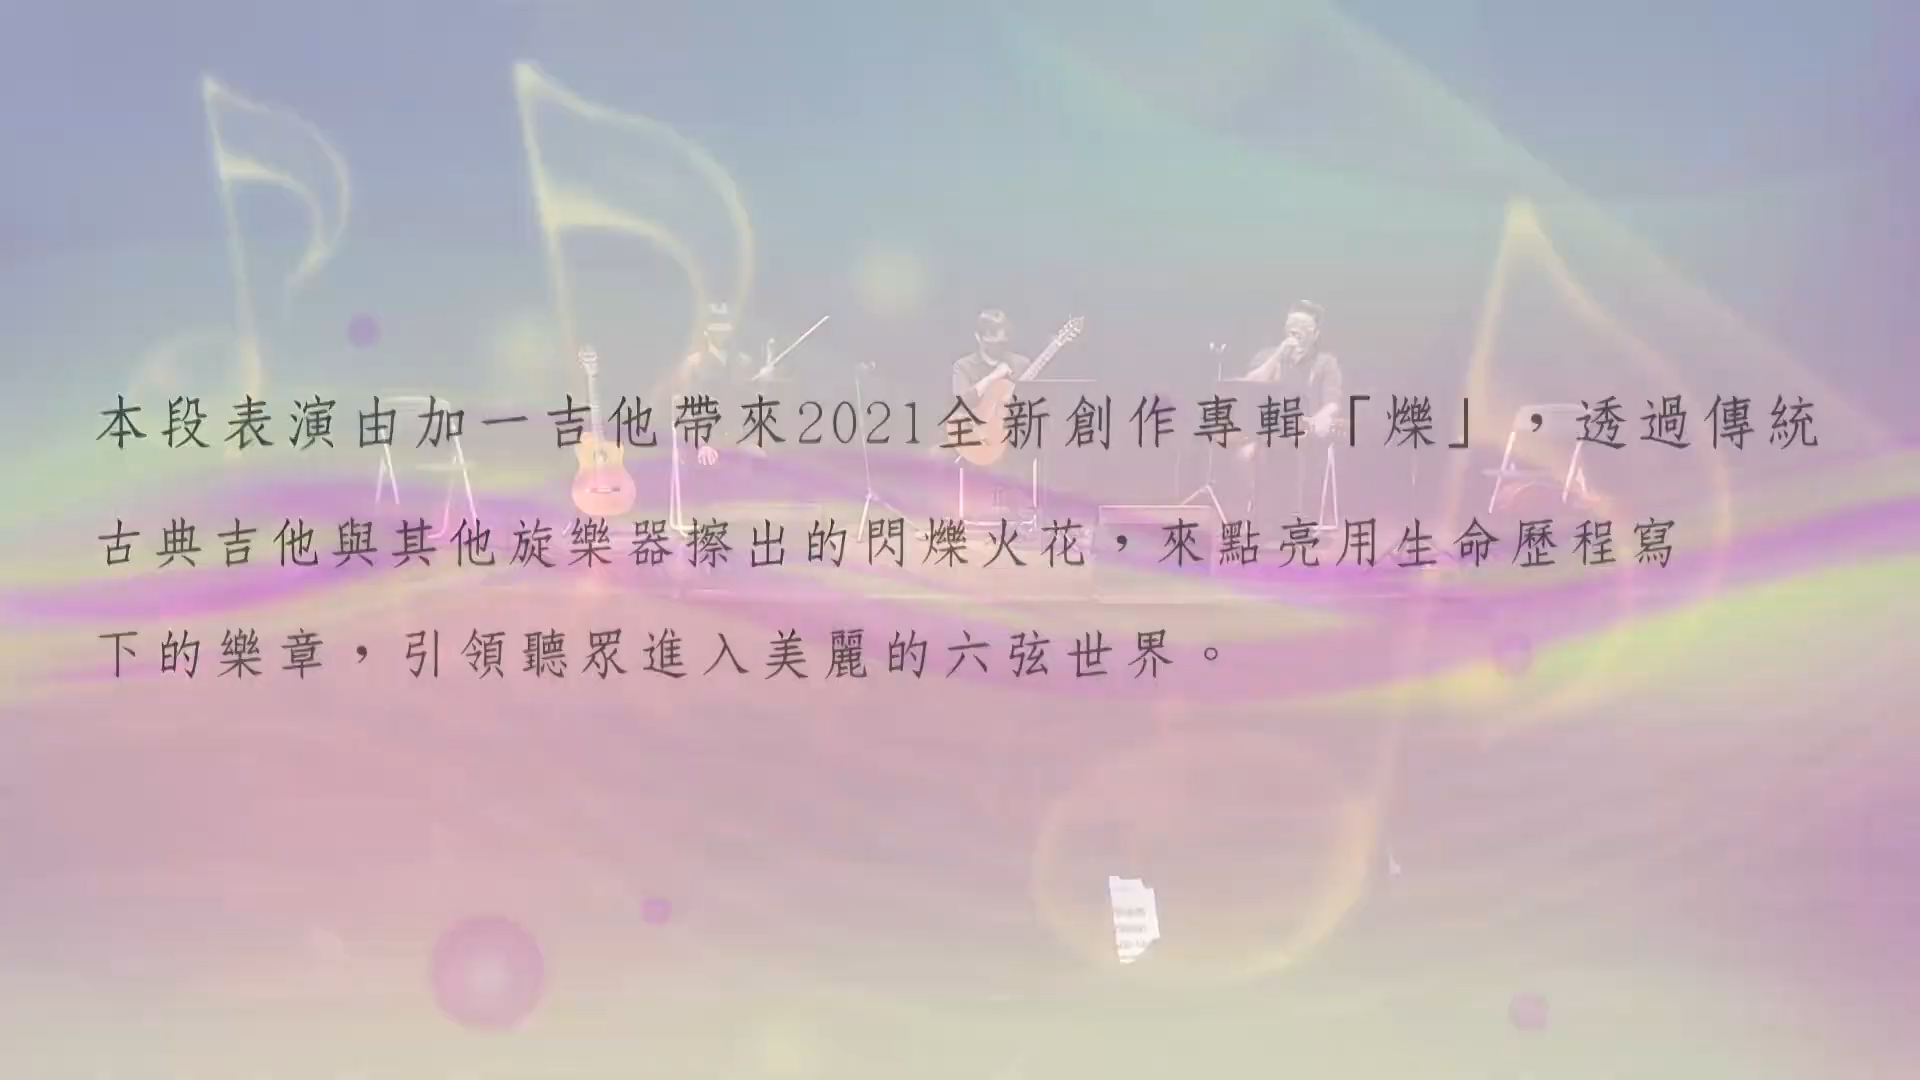 本段表演由加一吉他帶來2021全新創作專輯「爍」，透過傳統
古典吉他與其他旋樂器擦出的閃爍火花，來點亮用生命歷程寫
下的樂章，引領聽眾進入美麗的六弦世界。